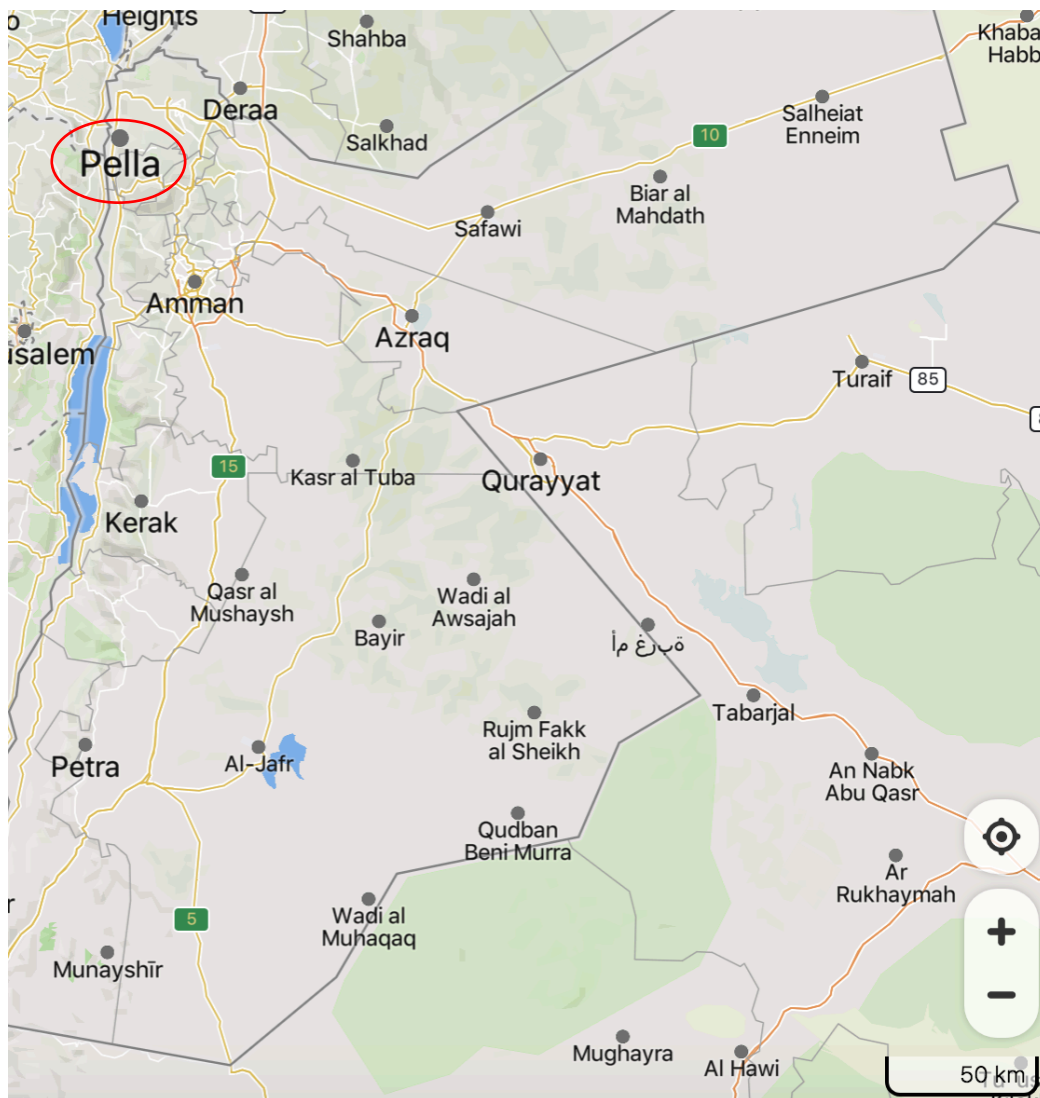 o
Heights
Shahba
Khaba
Habb
Deraa
Salkhad
Salheiat
Enneim
10
Pella
Biar al
Mahdath
Safawi
Amman
Azraq
usalem
Turaif
85
8
15
Kasr al Tuba
Qurayyat
Kerak
Qasr al
Mushaysh
Wadi al
Awsajah
Bayir
أم غربة
Tabarjal
Rujm Fakk
al Sheikh
Petra
Al-Jafr
An Nabk
Abu Qasr
Qudban
Beni Murra
Ar
Rukhaymah
r
5
Wadi al
Muhaqaq
Munayshīr
Mughayra
Al Hawi
50 km